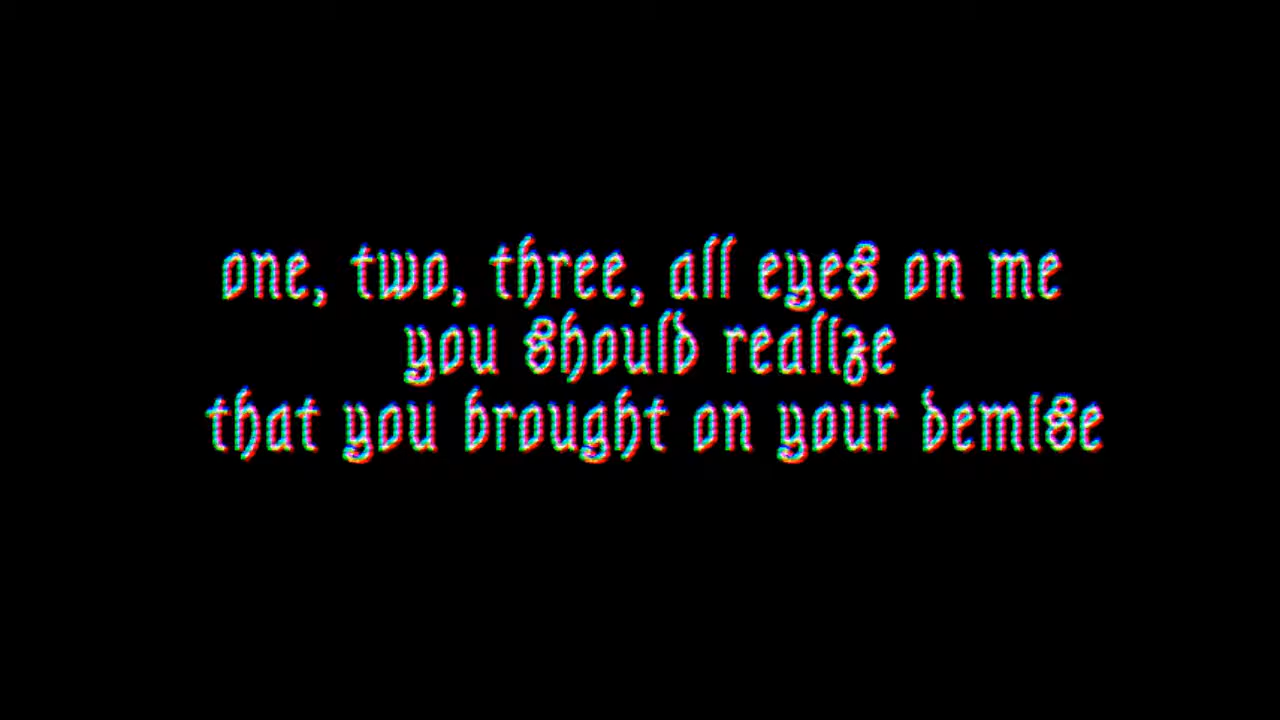 one, two, three, all eyes on me
you should realize
that you brought on your demise